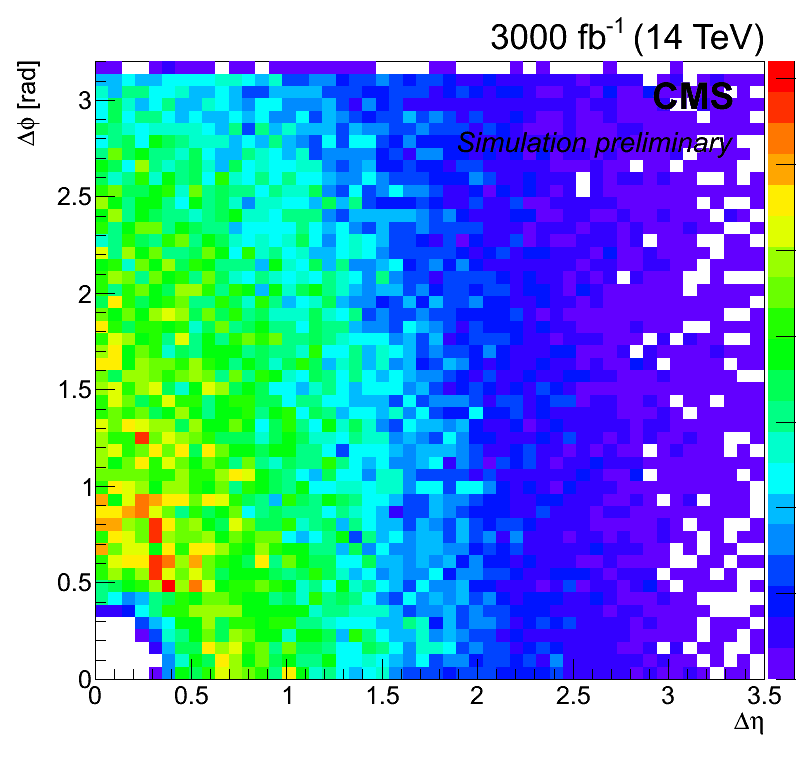 3000 fb⁻¹ (14 TeV)
Δϕ [rad]
CMS
Simulation preliminary
3
2.5
2
1.5
1
0.5
0
0 0.5 1 1.5 2 2.5 3 3.5
Δη